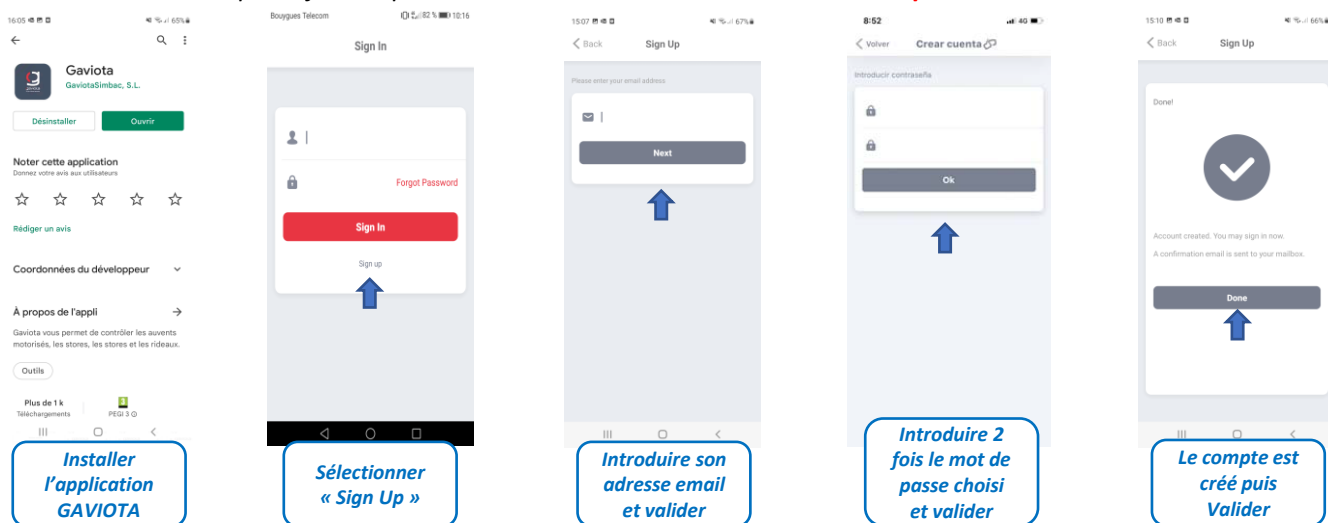 16:05
65%
Gaviota
GaviotaSimbac, S.L.
Désinstaller
Ouvrir
Noter cette application
Donnez votre avis aux utilisateurs
Rédiger un avis
Coordonnées du développeur
À propos de l'appli
Gaviota vous permet de contrôler les auvents
motorisés, les stores, les stores et les rideaux.
Outils
Plus de 1 k
Téléchargements
3
PEGI 3
Installer
l'application
GAVIOTA
Bouygues Telecom
82 %
10:16
Sign In
Forgot Password
Sign In
Sign up
Sélectionner
« Sign Up »
15:07
67%
Back
Sign Up
Please enter your email address
Next
Introduire son
adresse email
et valider
8:52
4G
Volver
Crear cuenta
Introducir contraseña
Ok
Introduire 2
fois le mot de
passe choisi
et valider
15:10
66%
Back
Sign Up
Done!
Account created. You may sign in now.
A confirmation email is sent to your mailbox.
Done
Le compte est
créé puis
Valider